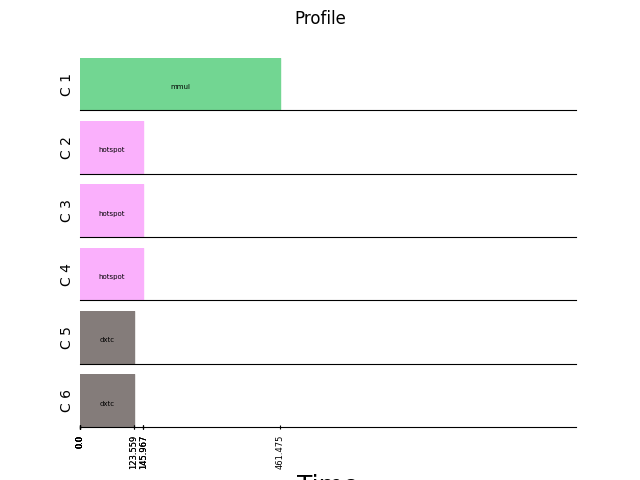 Profile
C 1
mmul
C 2
hotspot
C 3
hotspot
C 4
hotspot
C 5
dxtc
C 6
dxtc
0.0
123.559
145.967
461.475
Time